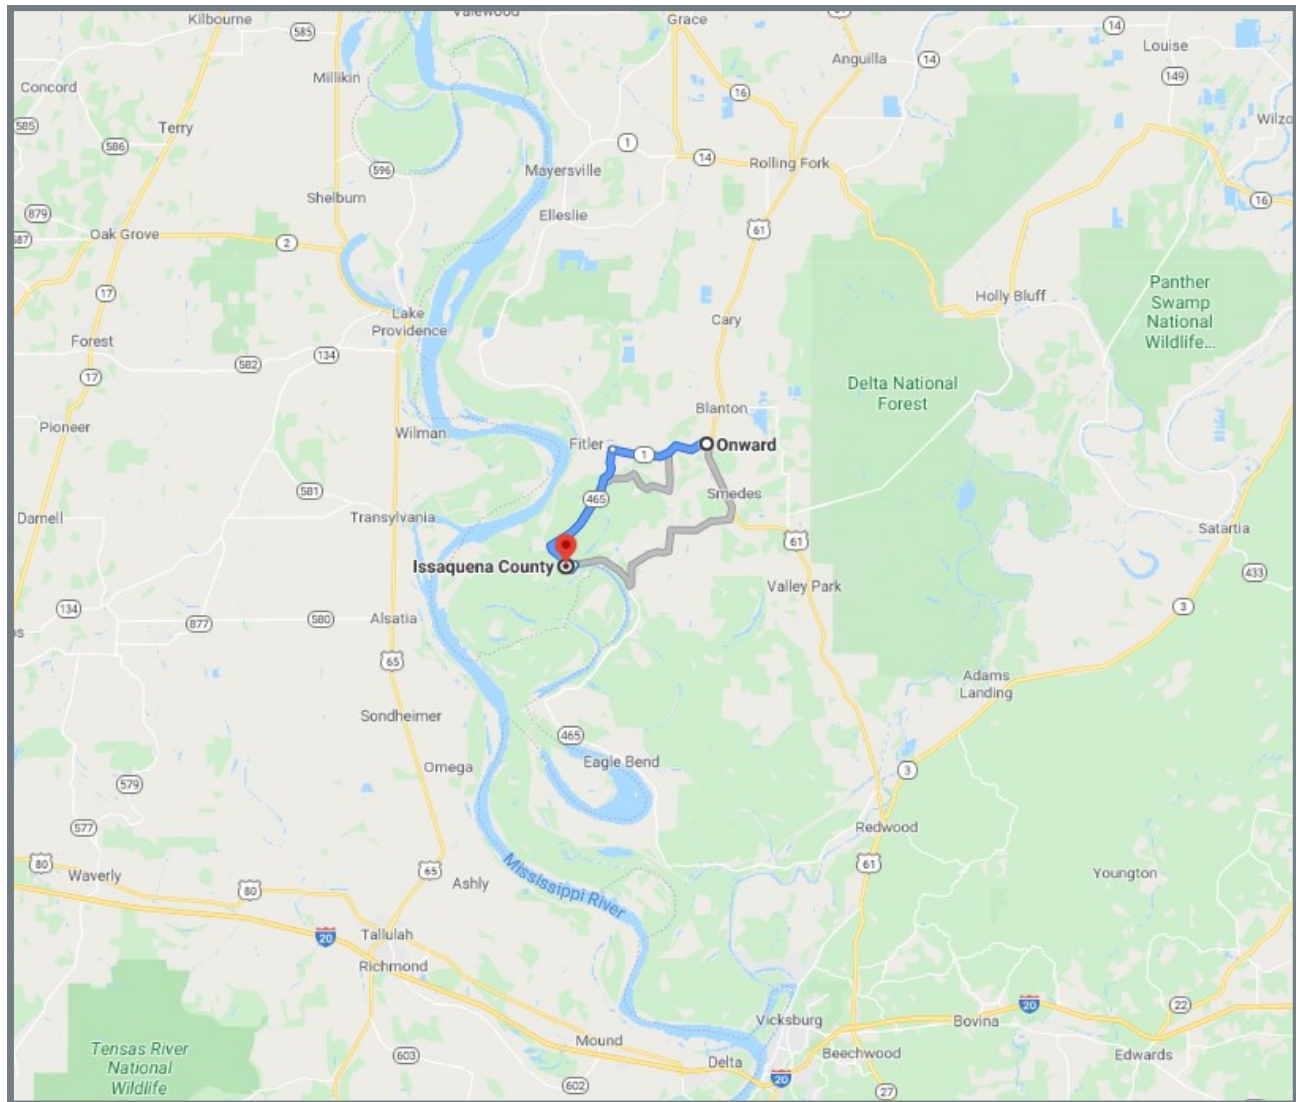 Kilbourne
Valewood
Grace
585
14
Louise
Millikin
Anguilla
14
149
Concord
16
585
Terry
Wilzo
586
1
596
Mayersville
14
Rolling Fork
Shelburn
16
879
Elleslie
61
587
Oak Grove
2
Panther
Swamp
National
Wildlife...
17
Holly Bluff
Lake
Providence
Cary
Forest
134
582
17
Delta National
Forest
Blanton
Pioneer
Wilman
Fitler
1
Onward
581
465
Smedes
Darnell
Transylvania
Satartia
61
Issaquena County
433
Valley Park
134
3
877
580
Alsatia
65
Adams
Landing
Sondheimer
465
Omega
Eagle Bend
3
579
577
Redwood
80
Waverly
65
61
80
Ashly
Youngton
Mississippi River
20
Tallulah
Richmond
20
22
Vicksburg
Bovina
Tensas River
National
Wildlife
603
Mound
Delta
Beechwood
Edwards
20
602
27